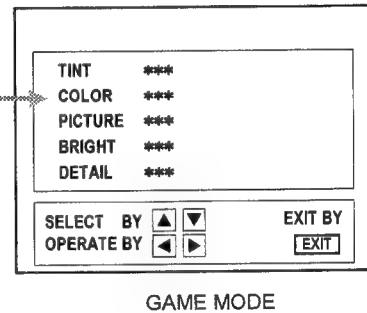 TINT ***
COLOR ***
PICTURE ***
BRIGHT ***
DETAIL ***
SELECT BY ▲ ▼ EXIT BY
OPERATE BY ◀ ▶ EXIT
GAME MODE